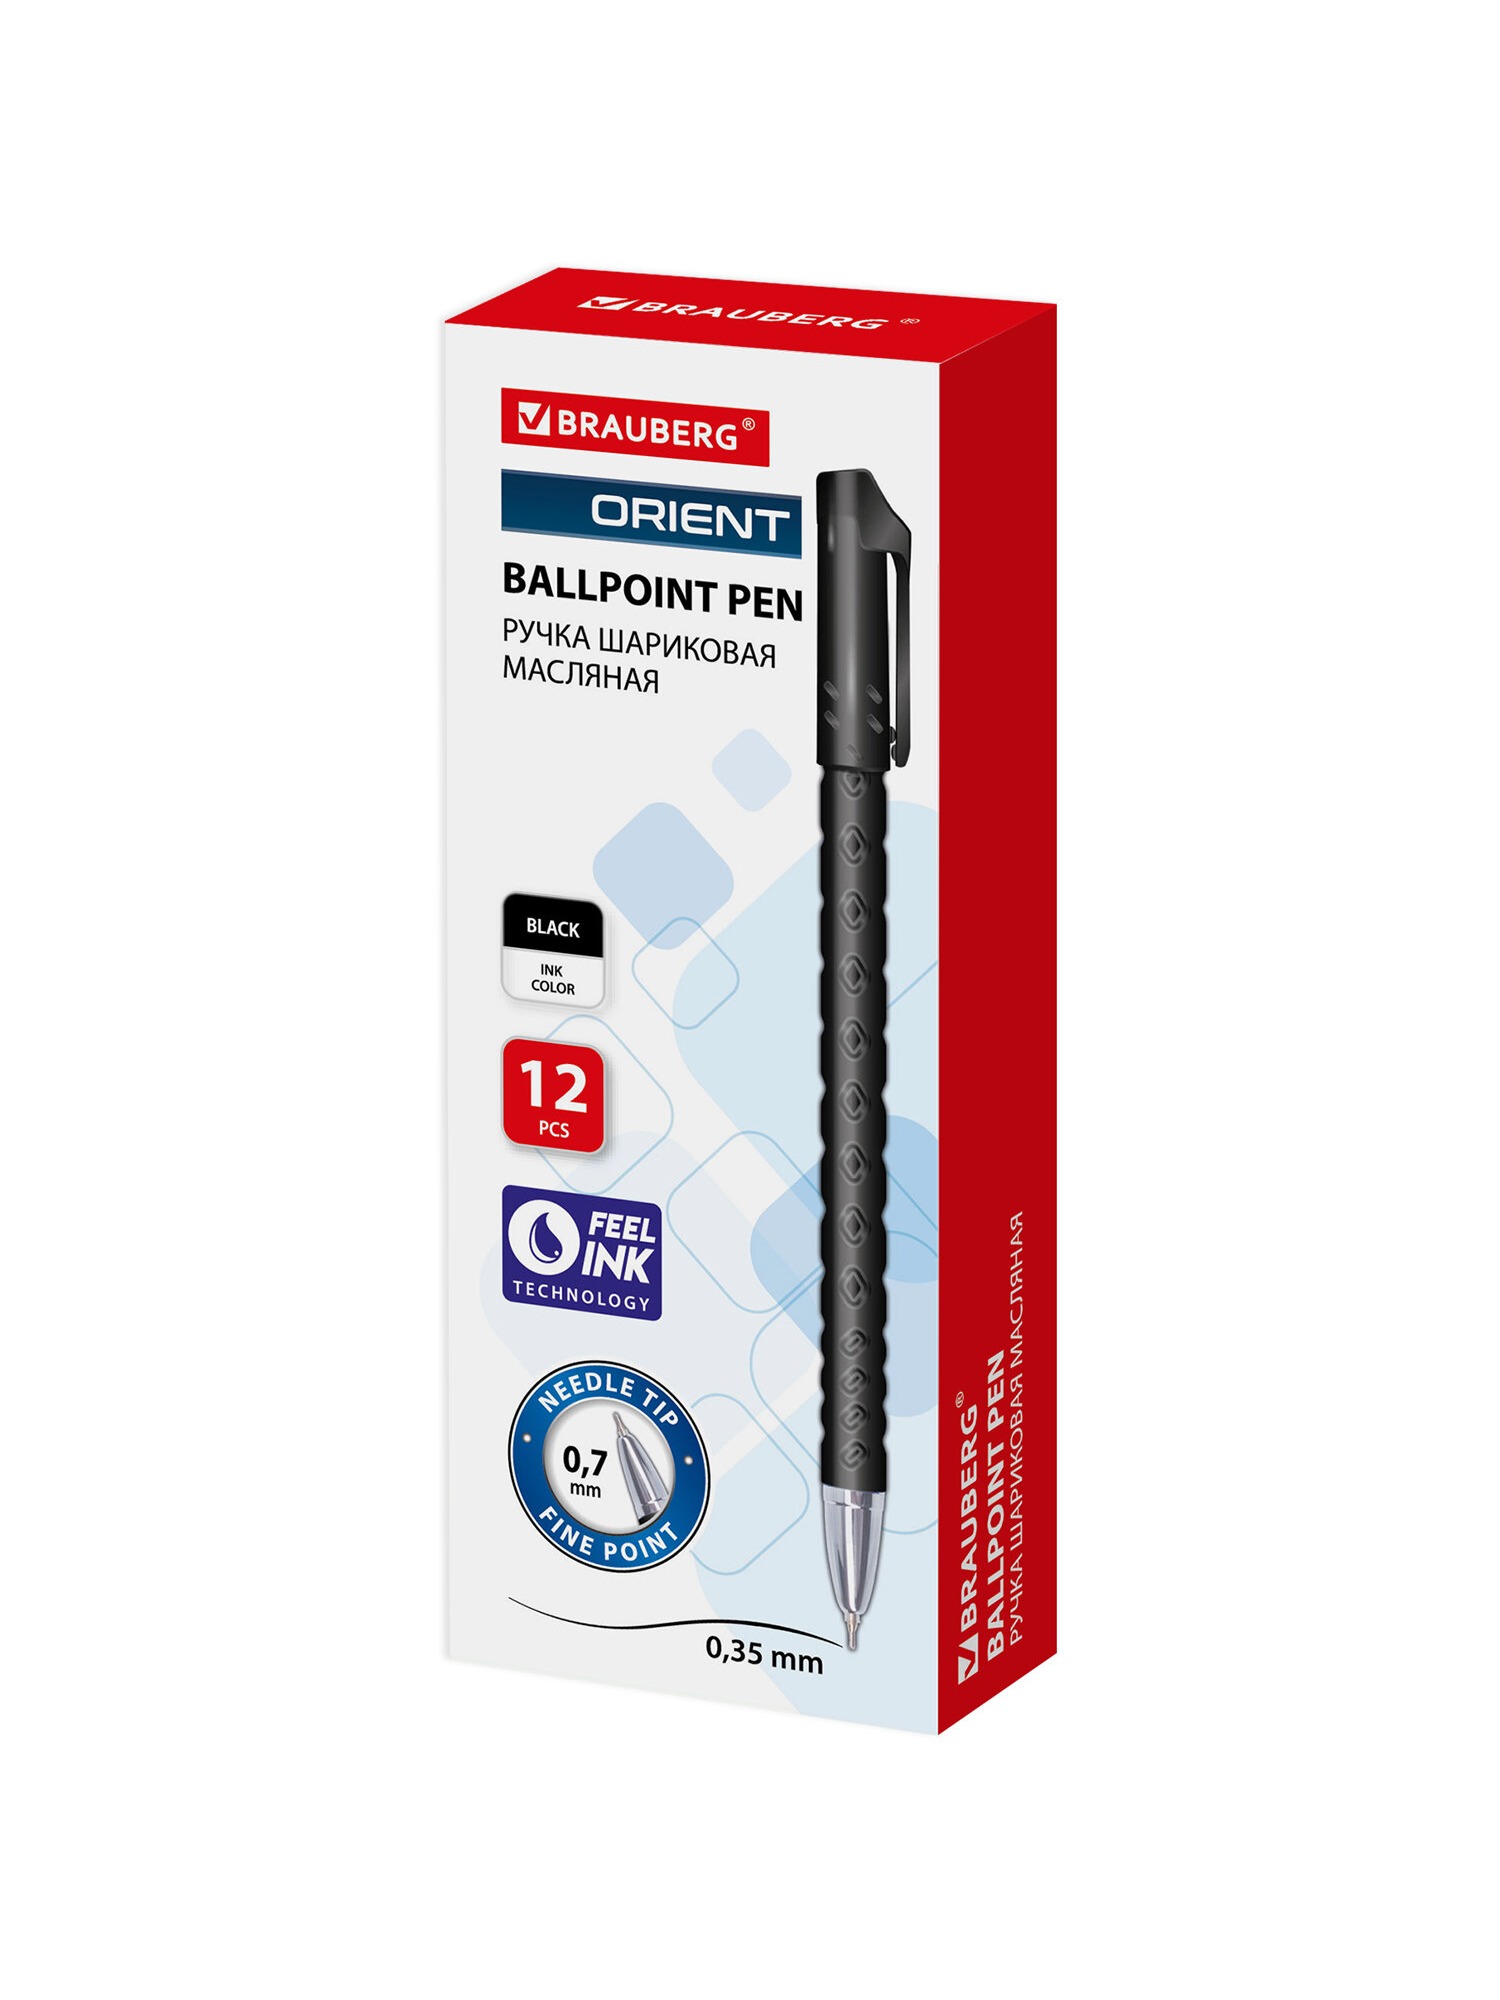 BRAUBERG ®
BRAUBERG®
ORIENT
BALLPOINT PEN
РУЧКА ШАРИКОВАЯ
МАСЛЯНАЯ
BLACK
INK
COLOR
12
PCS
FEEL
INK
TECHNOLOGY
NEEDLE TIP
0,7
mm
FINE POINT
0,35 mm
BRAUBERG®
BALLPOINT PEN
РУЧКА ШАРИКОВАЯ МАСЛЯНАЯ